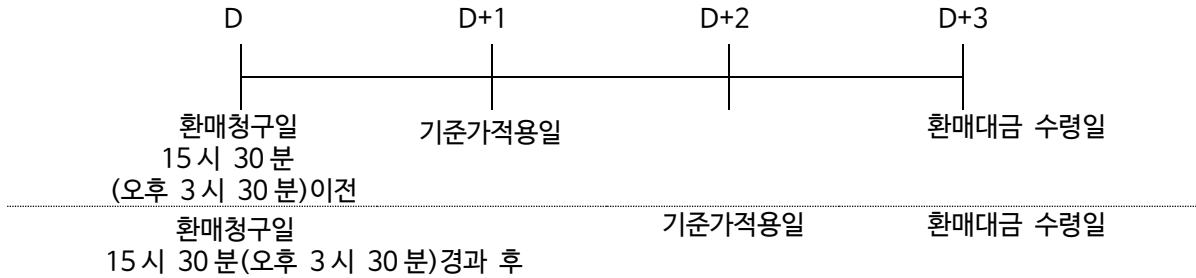 D D+1 D+2 D+3
환매청구일 기준가적용일 환매대금 수령일
15시 30분
(오후 3시 30분)이전
환매청구일 기준가적용일 환매대금 수령일
15시 30분(오후 3시 30분)경과 후